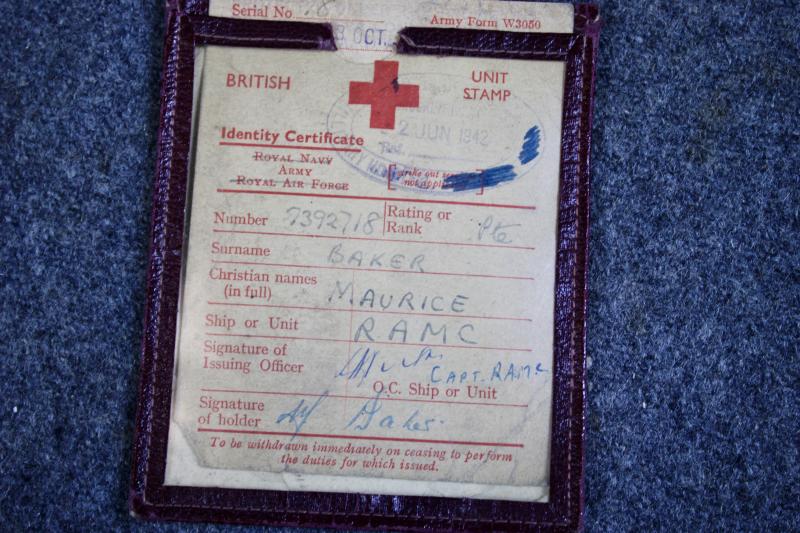 Serial No 78
Army Form W3050
8 OCT.
BRITISH
UNIT
STAMP
2 JUN 1942
Identity Certificate
ROYAL NAVY
ARMY
ROYAL AIR FORCE
strike out
not appli
Number 7392718
Rating or
Rank Pte
Surname BAKER
Christian names
(in full) MAURICE
Ship or Unit RAMC
Signature of
Issuing Officer CAPT. RAMC
O.C. Ship or Unit
Signature
of holder M Baker
To be withdrawn immediately on ceasing to perform
the duties for which issued.